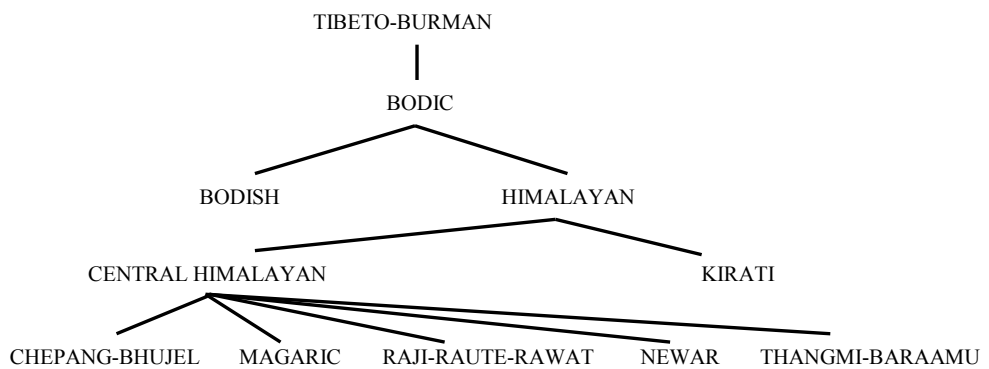 TIBETO-BURMAN
BODIC
BODISH HIMALAYAN
CENTRAL HIMALAYAN KIRATI
CHEPANG-BHUJEL MAGARIC RAJI-RAUTE-RAWAT NEWAR THANGMI-BARAAMU